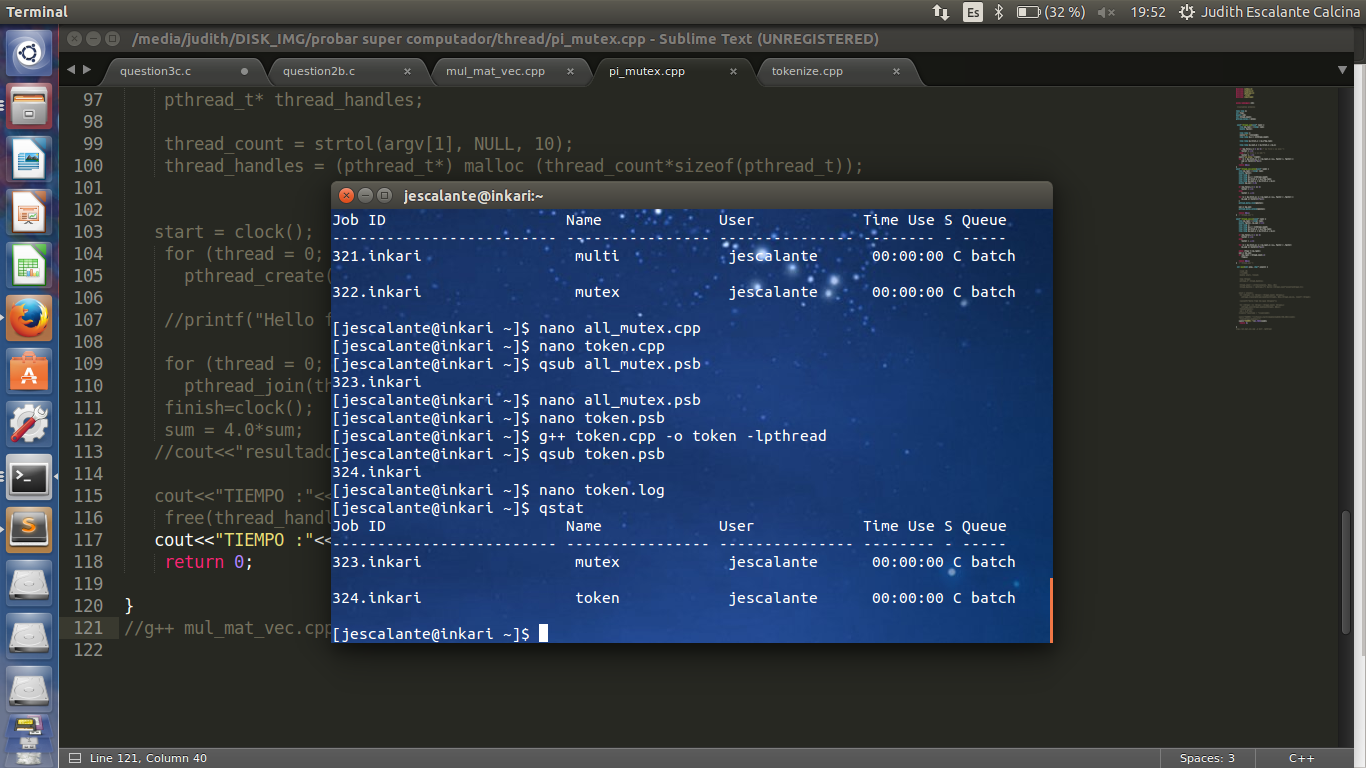 Terminal
Es
(32 %)
19:52
Judith Escalante Calcina
/media/judith/DISK_IMG/probar super computador/thread/pi_mutex.cpp - Sublime Text (UNREGISTERED)
question3c.c
question2b.c
mul_mat_vec.cpp
pi_mutex.cpp
tokenize.cpp
97 pthread_t* thread_handles;
98
99 thread_count = strtol(argv[1], NULL, 10);
100 thread_handles = (pthread_t*) malloc (thread_count*sizeof(pthread_t));
101
102
103 start = clock();
104 for (thread = 0;
105 pthread_create(
106
107 //printf("Hello f
108
109 for (thread = 0;
110 pthread_join(th
111 finish=clock();
112 sum = 4.0*sum;
113 //cout<<"resultado
114
115 cout<<"TIEMPO :"<<
116 free(thread_handl
117 cout<<"TIEMPO :"<<
118 return 0;
119
120 }
121 //g++ mul_mat_vec.cpp
122
jescalante@inkari:~
Job ID Name User Time Use S Queue
------------------------- ---------------- --------------- -------- - -----
321.inkari multi jescalante 00:00:00 C batch
322.inkari mutex jescalante 00:00:00 C batch
[jescalante@inkari ~]$ nano all_mutex.cpp
[jescalante@inkari ~]$ nano token.cpp
[jescalante@inkari ~]$ qsub all_mutex.psb
323.inkari
[jescalante@inkari ~]$ nano all_mutex.psb
[jescalante@inkari ~]$ nano token.psb
[jescalante@inkari ~]$ g++ token.cpp -o token -lpthread
[jescalante@inkari ~]$ qsub token.psb
324.inkari
[jescalante@inkari ~]$ nano token.log
[jescalante@inkari ~]$ qstat
Job ID Name User Time Use S Queue
------------------------- ---------------- --------------- -------- - -----
323.inkari mutex jescalante 00:00:00 C batch
324.inkari token jescalante 00:00:00 C batch
[jescalante@inkari ~]$
Line 121, Column 40
Spaces: 3
C++